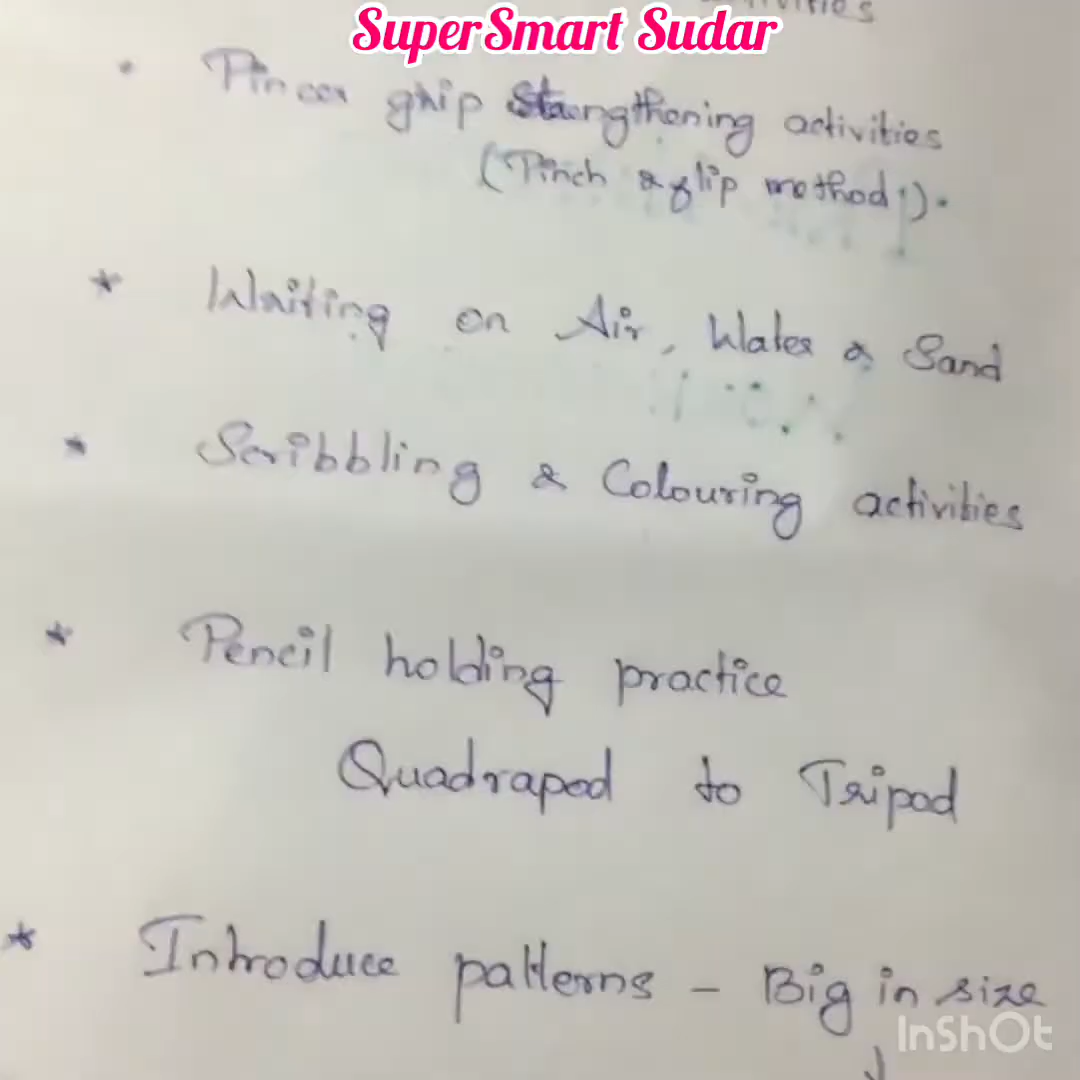 SuperSmart Sudar
• Pincer grip strengthening activities
(Pinch & flip method).
* Writing on Air, Water & Sand
* Scribbling & Colouring activities
* Pencil holding practice
Quadrapod to Tripod
* Introduce patterns - Big in size
InShOt